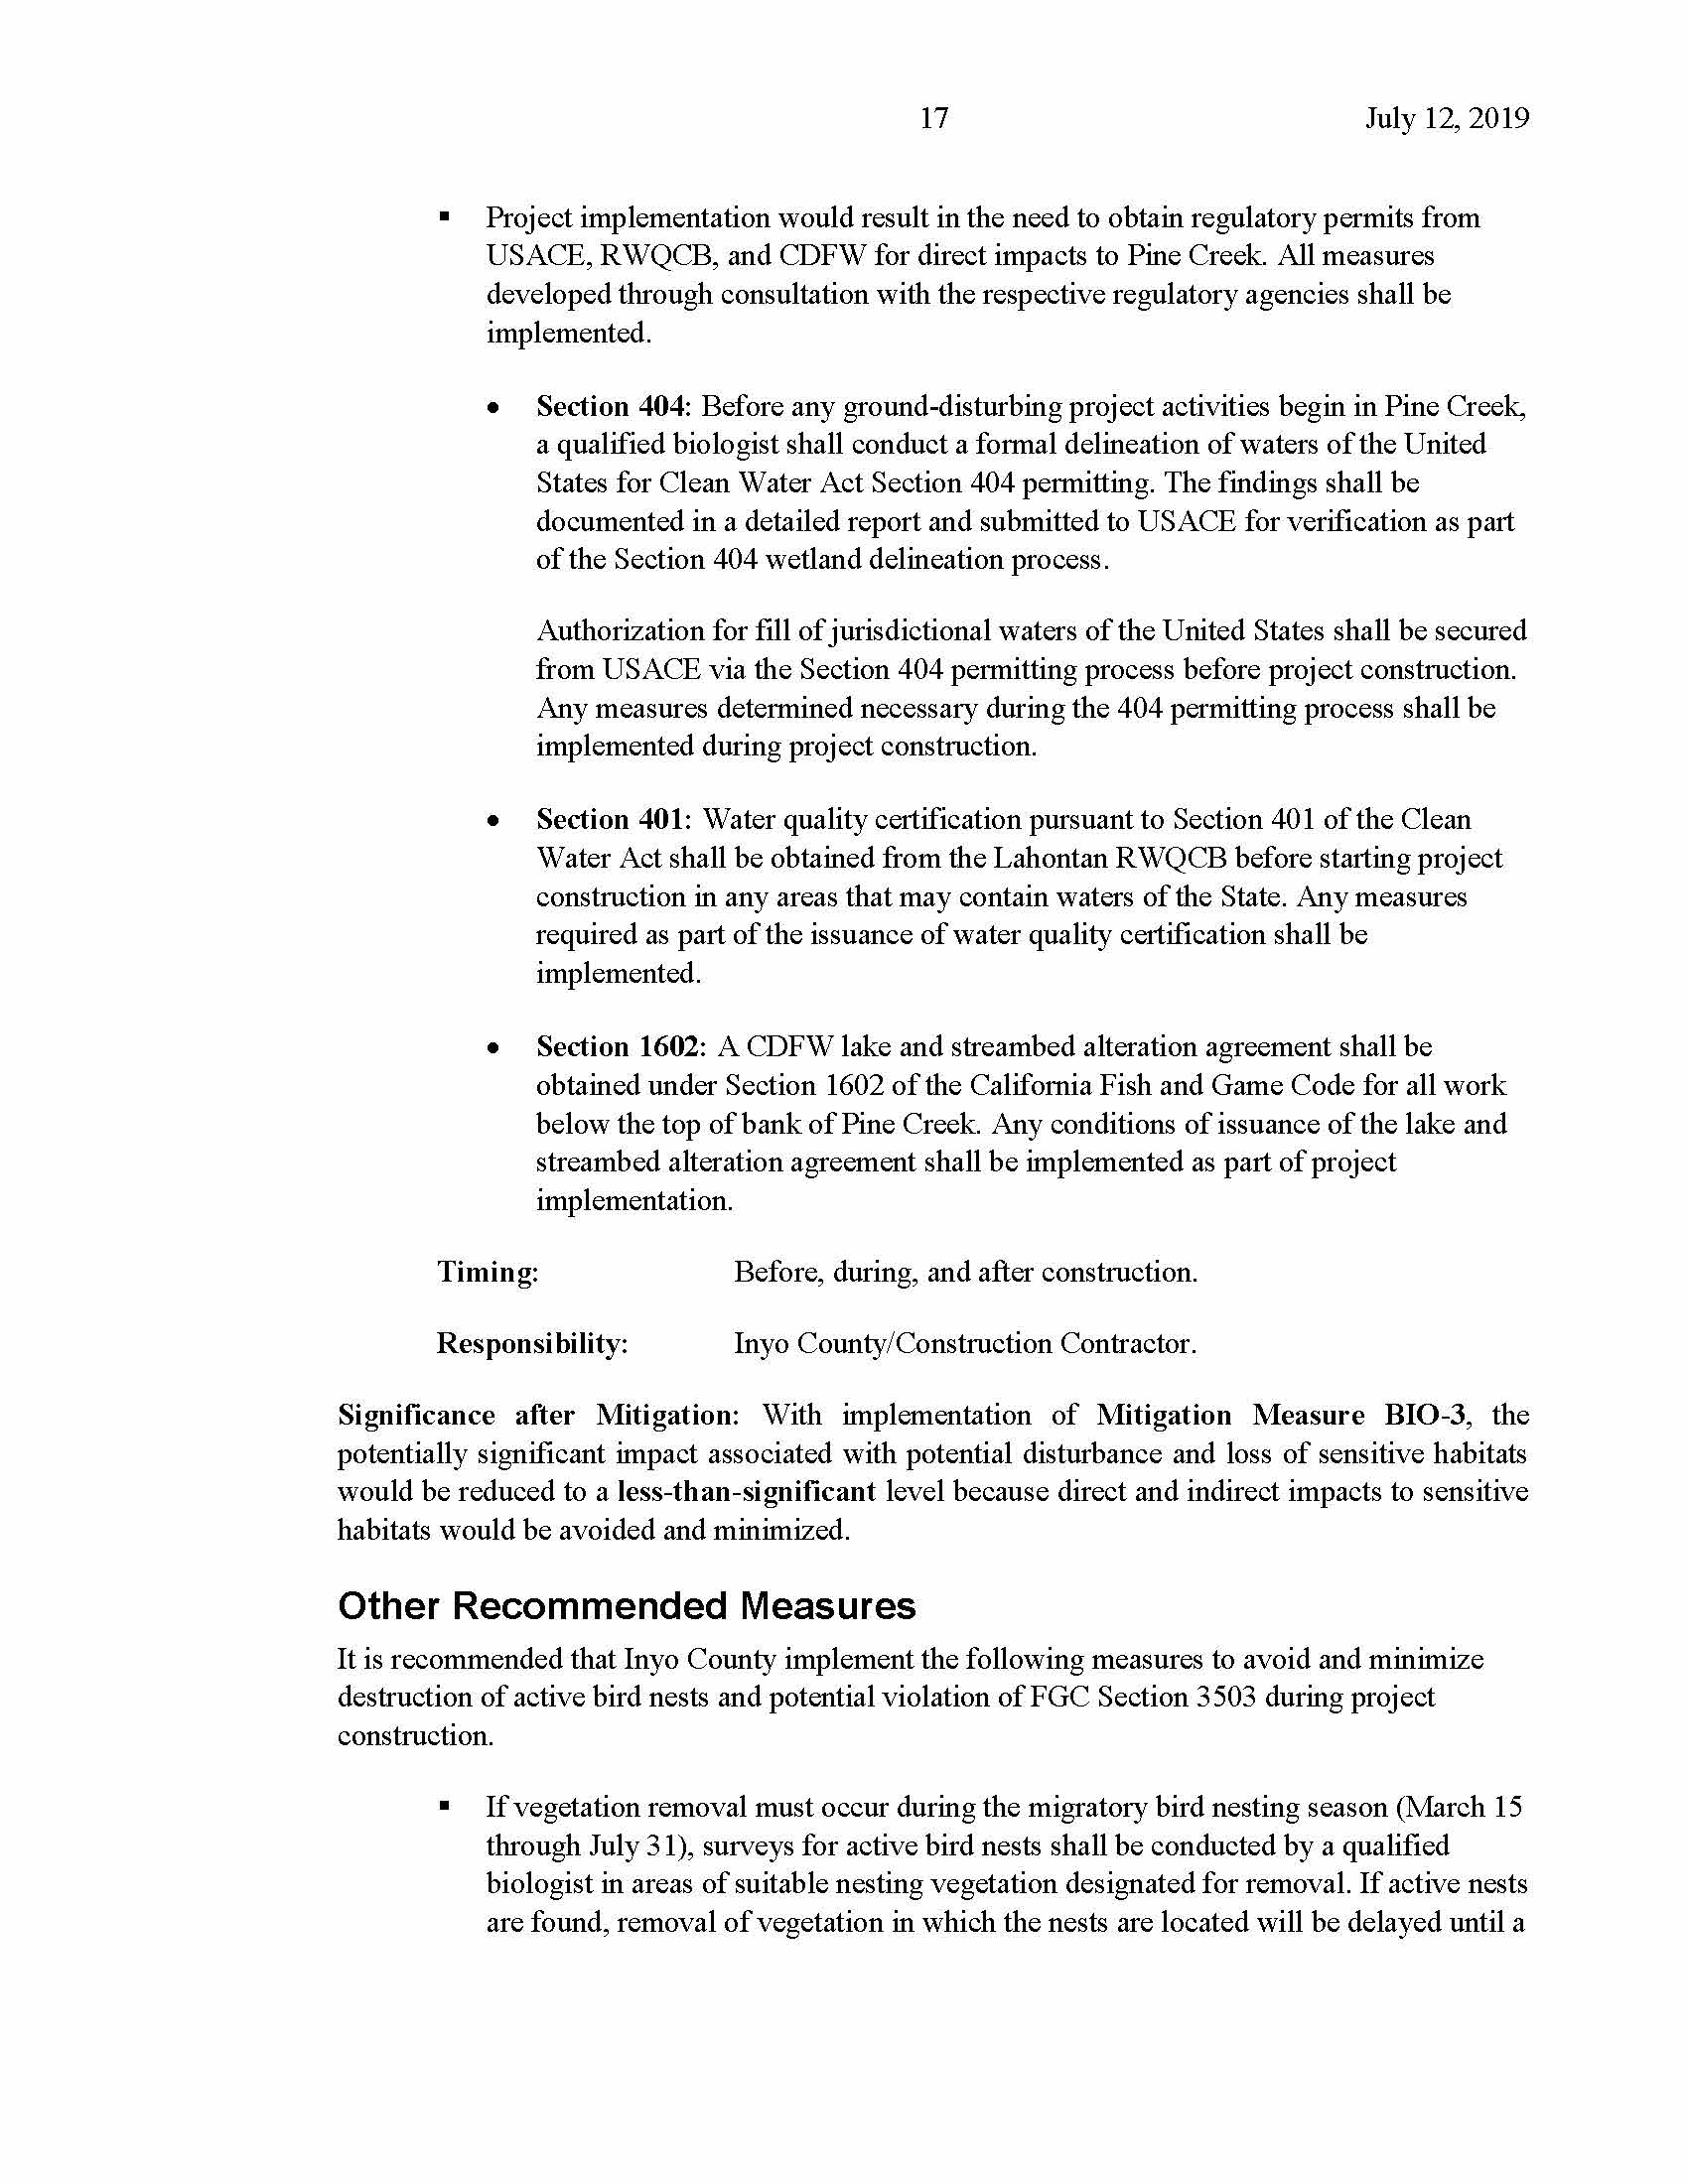 17 July 12, 2019
▪ Project implementation would result in the need to obtain regulatory permits from
USACE, RWQCB, and CDFW for direct impacts to Pine Creek. All measures
developed through consultation with the respective regulatory agencies shall be
implemented.
• Section 404: Before any ground-disturbing project activities begin in Pine Creek,
a qualified biologist shall conduct a formal delineation of waters of the United
States for Clean Water Act Section 404 permitting. The findings shall be
documented in a detailed report and submitted to USACE for verification as part
of the Section 404 wetland delineation process.
Authorization for fill of jurisdictional waters of the United States shall be secured
from USACE via the Section 404 permitting process before project construction.
Any measures determined necessary during the 404 permitting process shall be
implemented during project construction.
• Section 401: Water quality certification pursuant to Section 401 of the Clean
Water Act shall be obtained from the Lahontan RWQCB before starting project
construction in any areas that may contain waters of the State. Any measures
required as part of the issuance of water quality certification shall be
implemented.
• Section 1602: A CDFW lake and streambed alteration agreement shall be
obtained under Section 1602 of the California Fish and Game Code for all work
below the top of bank of Pine Creek. Any conditions of issuance of the lake and
streambed alteration agreement shall be implemented as part of project
implementation.
Timing: Before, during, and after construction.
Responsibility: Inyo County/Construction Contractor.
Significance after Mitigation: With implementation of Mitigation Measure BIO-3, the
potentially significant impact associated with potential disturbance and loss of sensitive habitats
would be reduced to a less-than-significant level because direct and indirect impacts to sensitive
habitats would be avoided and minimized.
Other Recommended Measures
It is recommended that Inyo County implement the following measures to avoid and minimize
destruction of active bird nests and potential violation of FGC Section 3503 during project
construction.
▪ If vegetation removal must occur during the migratory bird nesting season (March 15
through July 31), surveys for active bird nests shall be conducted by a qualified
biologist in areas of suitable nesting vegetation designated for removal. If active nests
are found, removal of vegetation in which the nests are located will be delayed until a